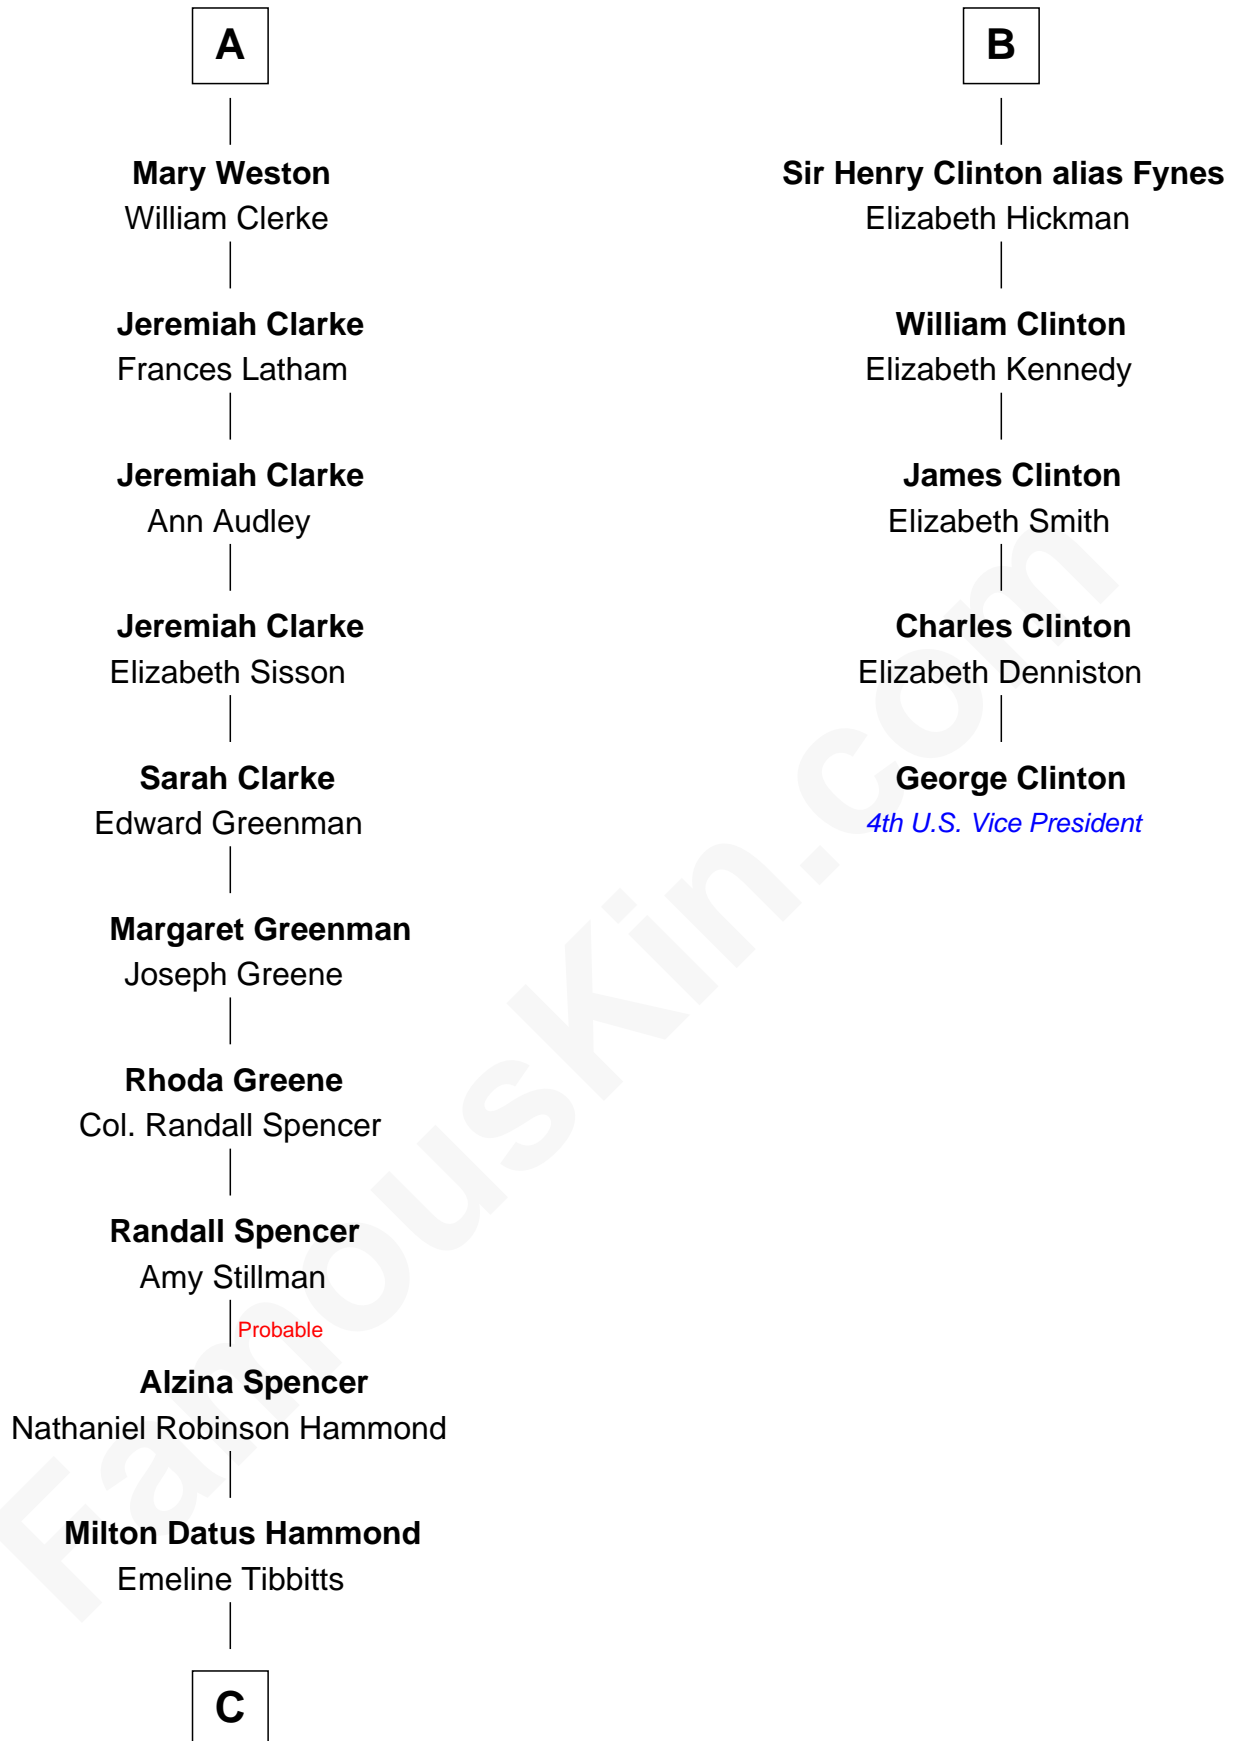 A
Mary Weston
William Clerke
Jeremiah Clarke
Frances Latham
Jeremiah Clarke
Ann Audley
Jeremiah Clarke
Elizabeth Sisson
Sarah Clarke
Edward Greenman
Margaret Greenman
Joseph Greene
Rhoda Greene
Col. Randall Spencer
Randall Spencer
Amy Stillman
Probable
Alzina Spencer
Nathaniel Robinson Hammond
Milton Datus Hammond
Emeline Tibbitts
C
B
Sir Henry Clinton alias Fynes
Elizabeth Hickman
William Clinton
Elizabeth Kennedy
James Clinton
Elizabeth Smith
Charles Clinton
Elizabeth Denniston
George Clinton
4th U.S. Vice President
FamousKin.com